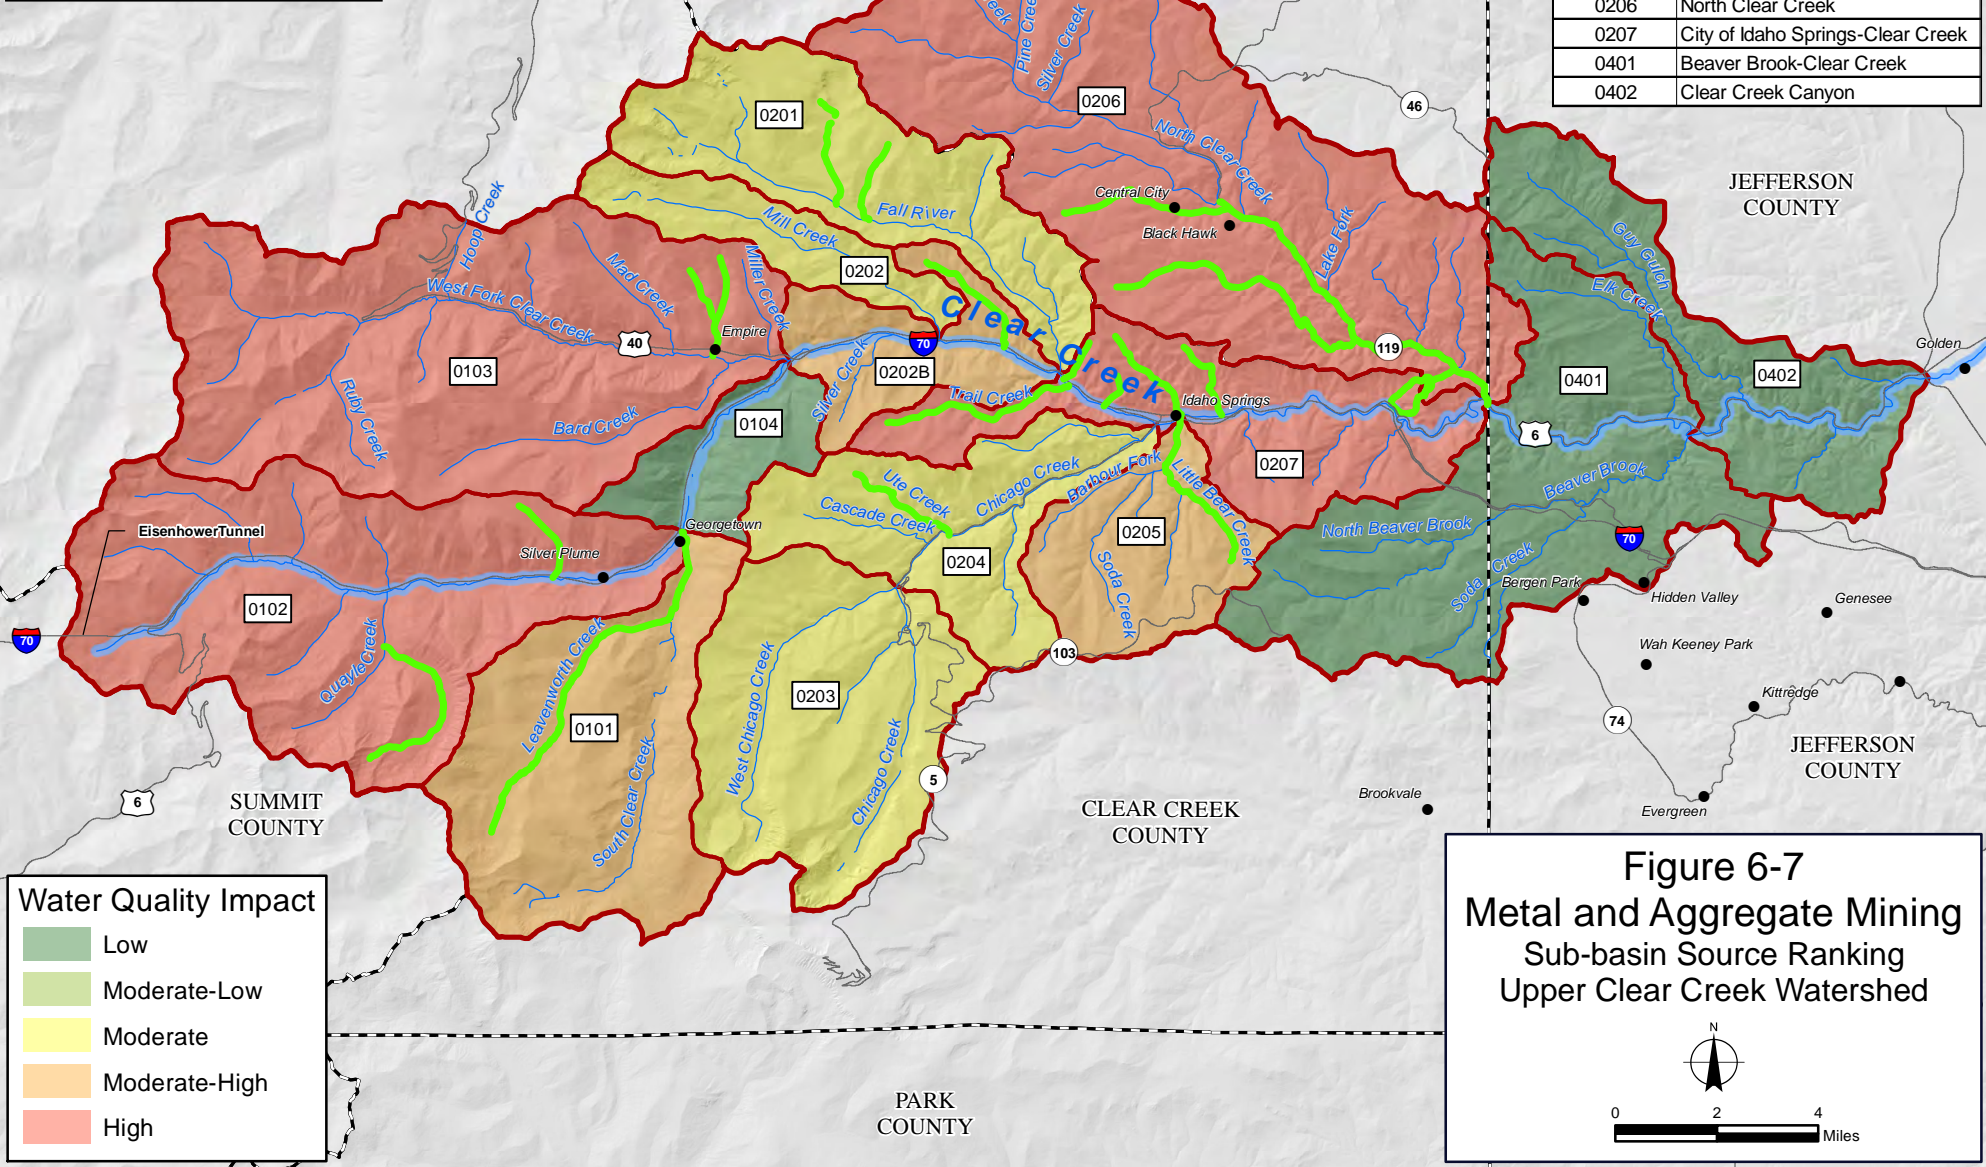 0206 North Clear Creek
0207 City of Idaho Springs-Clear Creek
0401 Beaver Brook-Clear Creek
0402 Clear Creek Canyon
Pine Creek
Silver Creek
0201
0206
46
North Clear Creek
JEFFERSON
COUNTY
Central City
Black Hawk
Fall River
Mill Creek
Hoop Creek
Mad Creek
Miller Creek
0202
Lake Fork
Guy Gulch
Elk Creek
West Fork Clear Creek
40
Empire
Clear Creek
70
119
Golden
0103
0202B
Silver Creek
Trail Creek
Idaho Springs
0401
0402
Ruby Creek
Bard Creek
0104
6
0207
Ute Creek
Chicago Creek
Barbour Fork
Little Bear Creek
Beaver Brook
Cascade Creek
North Beaver Brook
Eisenhower Tunnel
Georgetown
Silver Plume
0205
0204
Soda Creek
70
Soda Creek
Bergen Park
Hidden Valley
Genesee
0102
70
Quayle Creek
Leavenworth Creek
West Chicago Creek
103
Wah Keeney Park
0203
Kittredge
0101
74
South Clear Creek
Chicago Creek
5
JEFFERSON
COUNTY
6
SUMMIT
COUNTY
CLEAR CREEK
COUNTY
Brookvale
Evergreen
Water Quality Impact
Low
Moderate-Low
Moderate
Moderate-High
High
PARK
COUNTY
Figure 6-7
Metal and Aggregate Mining
Sub-basin Source Ranking
Upper Clear Creek Watershed
N
0 2 4
Miles